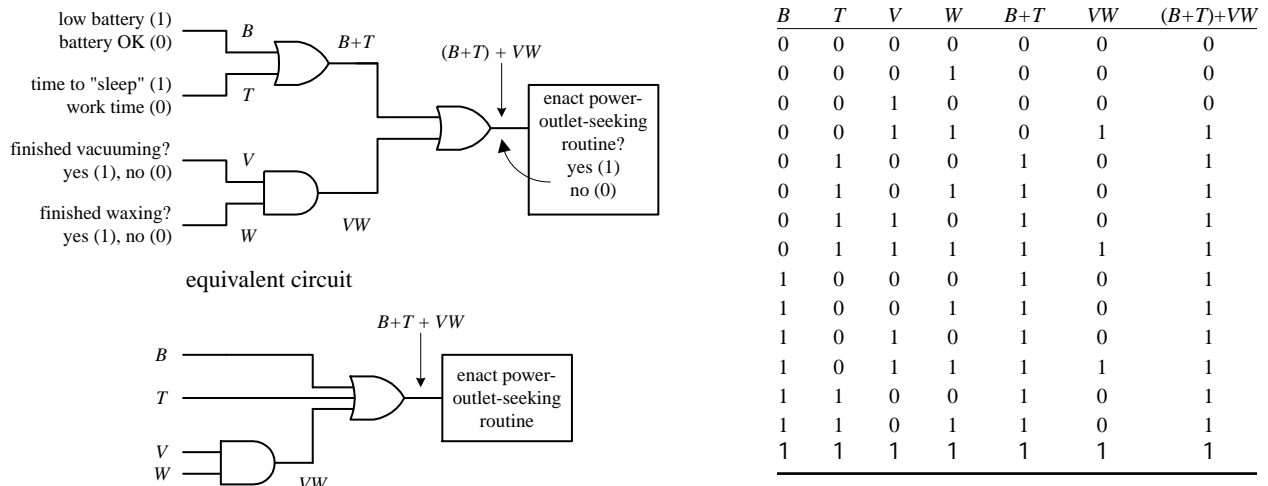 low battery (1)
battery OK (0)
B
B+T
time to "sleep" (1)
work time (0)
T
(B+T) + VW
enact power-
outlet-seeking
routine?
yes (1)
no (0)
finished vacuuming?
yes (1), no (0)
V
finished waxing?
yes (1), no (0)
W
VW
equivalent circuit
B+T + VW
B
T
V
W
VW
enact power-
outlet-seeking
routine
B T V W B+T VW (B+T)+VW
0 0 0 0 0 0 0
0 0 0 1 0 0 0
0 0 1 0 0 0 0
0 0 1 1 0 1 1
0 1 0 0 1 0 1
0 1 0 1 1 0 1
0 1 1 0 1 0 1
0 1 1 1 1 1 1
1 0 0 0 1 0 1
1 0 0 1 1 0 1
1 0 1 0 1 0 1
1 0 1 1 1 1 1
1 1 0 0 1 0 1
1 1 0 1 1 0 1
1 1 1 1 1 1 1